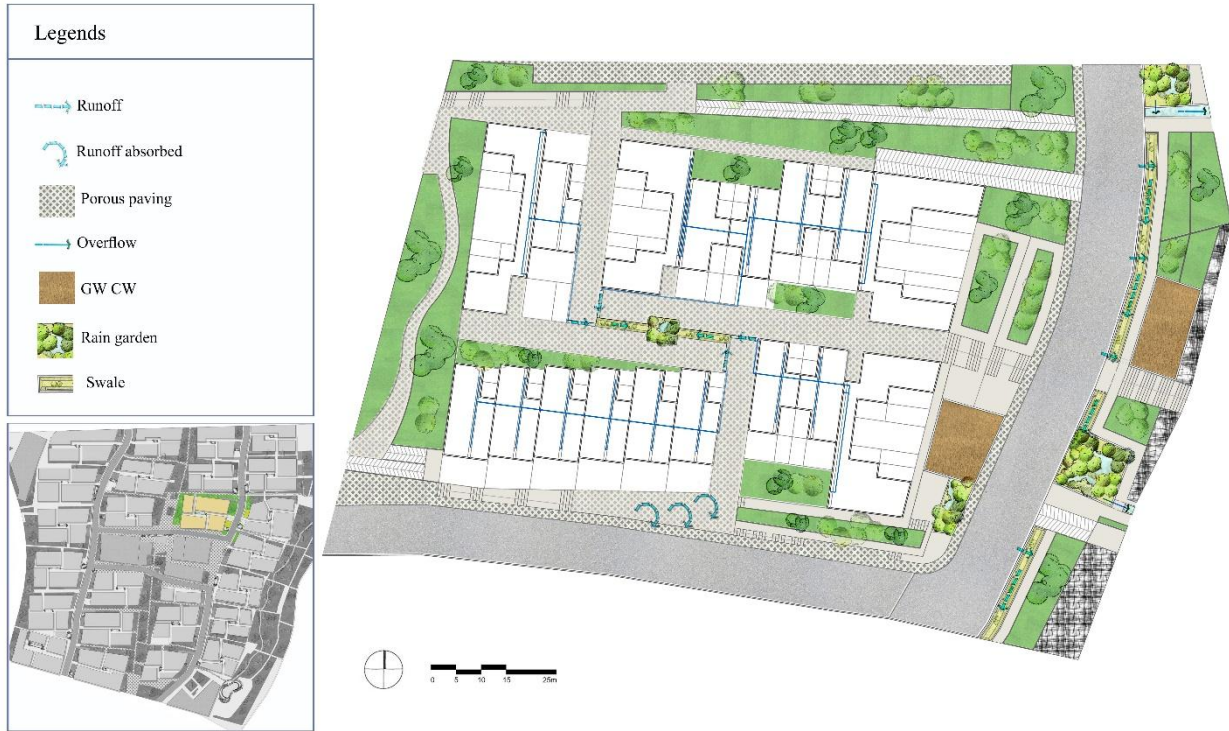 Legends
Runoff
Runoff absorbed
Porous paving
Overflow
GW CW
Rain garden
Swale
0 5 10 15 25m